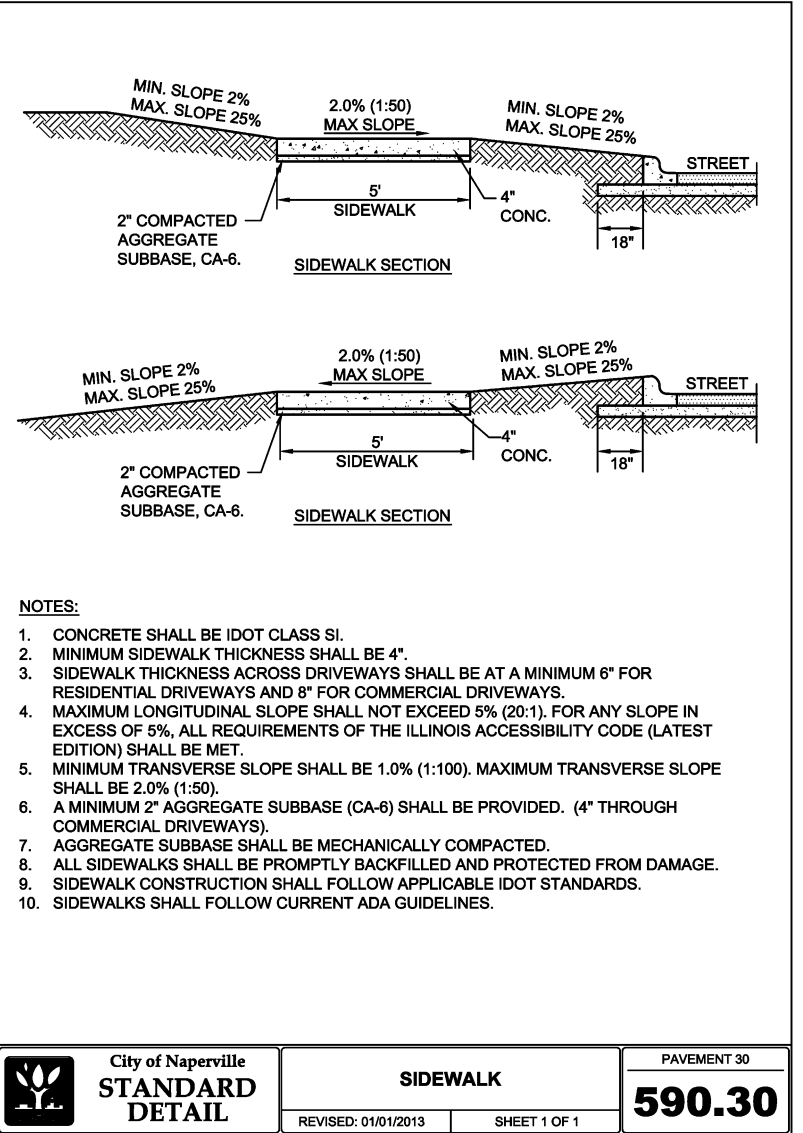 MIN. SLOPE 2%
MAX. SLOPE 25%
2.0% (1:50)
MAX SLOPE
MIN. SLOPE 2%
MAX. SLOPE 25%
STREET
5'
SIDEWALK
4"
CONC.
2" COMPACTED
AGGREGATE
SUBBASE, CA-6.
18"
SIDEWALK SECTION
MIN. SLOPE 2%
MAX. SLOPE 25%
2.0% (1:50)
MAX SLOPE
MIN. SLOPE 2%
MAX. SLOPE 25%
STREET
5'
SIDEWALK
4"
CONC.
2" COMPACTED
AGGREGATE
SUBBASE, CA-6.
18"
SIDEWALK SECTION
NOTES:
1. CONCRETE SHALL BE IDOT CLASS SI.
2. MINIMUM SIDEWALK THICKNESS SHALL BE 4".
3. SIDEWALK THICKNESS ACROSS DRIVEWAYS SHALL BE AT A MINIMUM 6" FOR
RESIDENTIAL DRIVEWAYS AND 8" FOR COMMERCIAL DRIVEWAYS.
4. MAXIMUM LONGITUDINAL SLOPE SHALL NOT EXCEED 5% (20:1). FOR ANY SLOPE IN
EXCESS OF 5%, ALL REQUIREMENTS OF THE ILLINOIS ACCESSIBILITY CODE (LATEST
EDITION) SHALL BE MET.
5. MINIMUM TRANSVERSE SLOPE SHALL BE 1.0% (1:100). MAXIMUM TRANSVERSE SLOPE
SHALL BE 2.0% (1:50).
6. A MINIMUM 2" AGGREGATE SUBBASE (CA-6) SHALL BE PROVIDED. (4" THROUGH
COMMERCIAL DRIVEWAYS).
7. AGGREGATE SUBBASE SHALL BE MECHANICALLY COMPACTED.
8. ALL SIDEWALKS SHALL BE PROMPTLY BACKFILLED AND PROTECTED FROM DAMAGE.
9. SIDEWALK CONSTRUCTION SHALL FOLLOW APPLICABLE IDOT STANDARDS.
10. SIDEWALKS SHALL FOLLOW CURRENT ADA GUIDELINES.
City of Naperville
STANDARD
DETAIL
SIDEWALK
REVISED: 01/01/2013
SHEET 1 OF 1
PAVEMENT 30
590.30